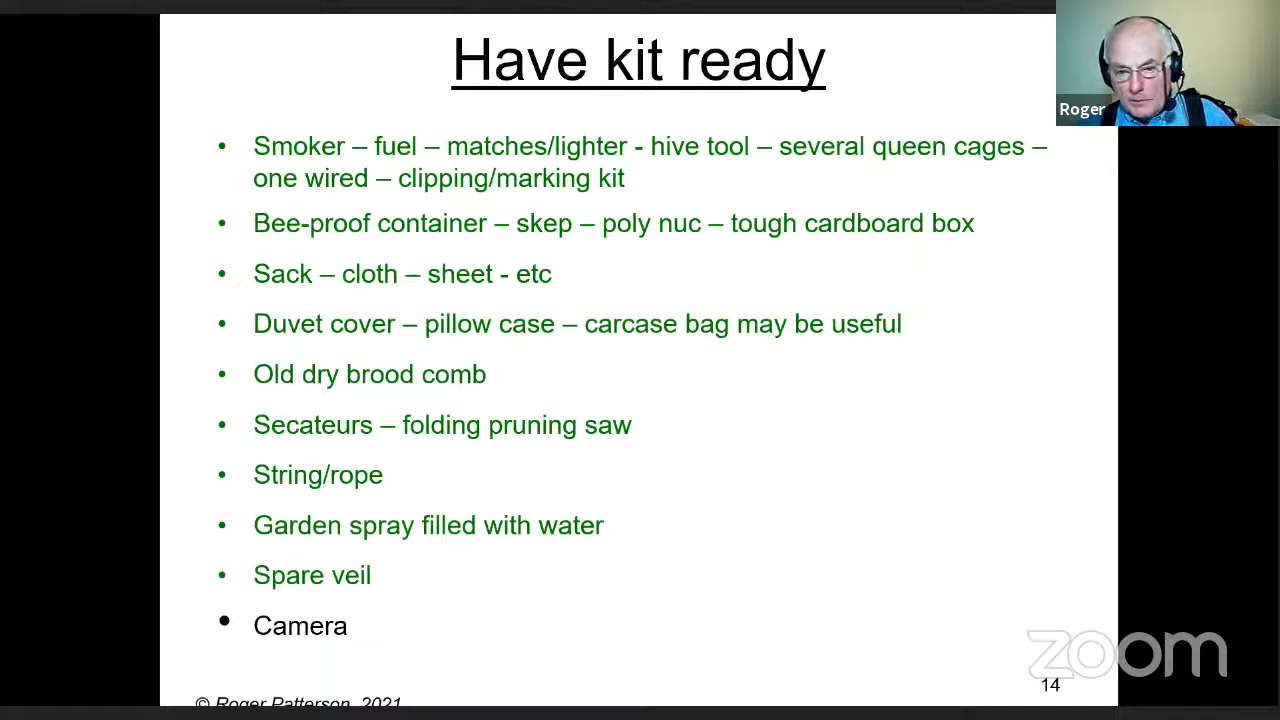 Have kit ready
Roger
• Smoker – fuel – matches/lighter - hive tool – several queen cages –
one wired – clipping/marking kit
• Bee-proof container – skep – poly nuc – tough cardboard box
• Sack – cloth – sheet - etc
• Duvet cover – pillow case – carcase bag may be useful
• Old dry brood comb
• Secateurs – folding pruning saw
• String/rope
• Garden spray filled with water
• Spare veil
• Camera
zoom
14
© Roger Patterson, 2021